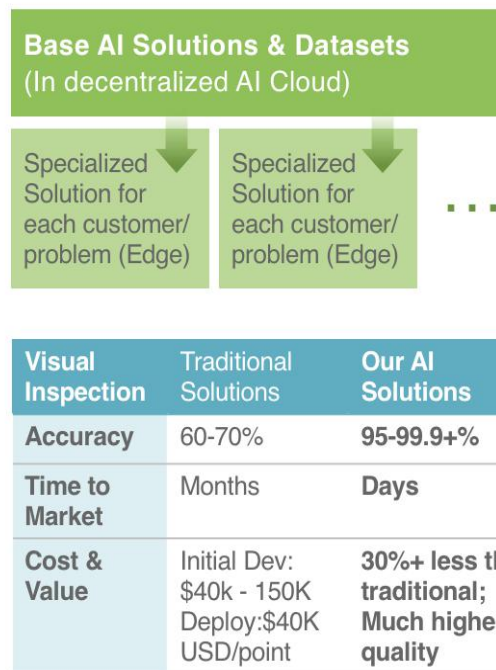 Base AI Solutions & Datasets
(In decentralized AI Cloud)
Specialized
Solution for
each customer/
problem (Edge)
Specialized
Solution for
each customer/
problem (Edge)
....
Visual
Inspection
Traditional
Solutions
Our AI
Solutions
Accuracy
60-70%
95-99.9+%
Time to
Market
Months
Days
Cost &
Value
Initial Dev:
$40k - 150K
Deploy:$40K
USD/point
30%+ less
traditional;
Much
quality